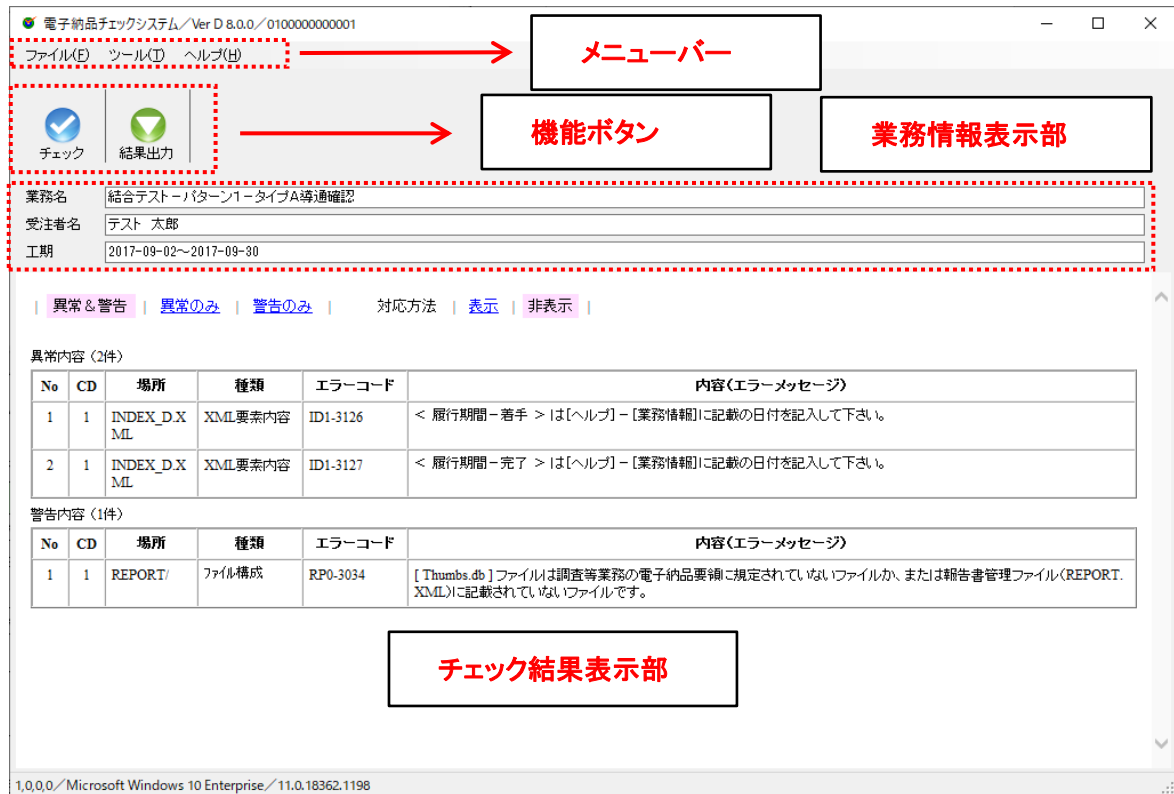 電子納品チェックシステム／Ver D 8.0.0／0100000000001
ファイル(F) ツール(T) ヘルプ(H)
メニューバー
チェック
結果出力
機能ボタン
業務情報表示部
業務名 結合テスト－パターン1－タイプA導通確認
受注者名 テスト 太郎
工期 2017-09-02～2017-09-30
| 異常＆警告 | 異常のみ | 警告のみ | 対応方法 | 表示 | 非表示 |
異常内容（2件）
No CD 場所 種類 エラーコード 内容（エラーメッセージ）
1 1 INDEX_D.XML XML要素内容 ID1-3126 ＜ 履行期間－着手 ＞は[ヘルプ]－[業務情報]に記載の日付を記入して下さい。
2 1 INDEX_D.XML XML要素内容 ID1-3127 ＜ 履行期間－完了 ＞は[ヘルプ]－[業務情報]に記載の日付を記入して下さい。
警告内容（1件）
No CD 場所 種類 エラーコード 内容（エラーメッセージ）
1 1 REPORT/ ファイル構成 RP0-3034 [ Thumbs.db ]ファイルは調査等業務の電子納品要領に規定されていないファイルか、または報告書管理ファイル（REPORT.
XML)に記載されていないファイルです。
チェック結果表示部
1,0,0,0／Microsoft Windows 10 Enterprise／11.0.18362.1198